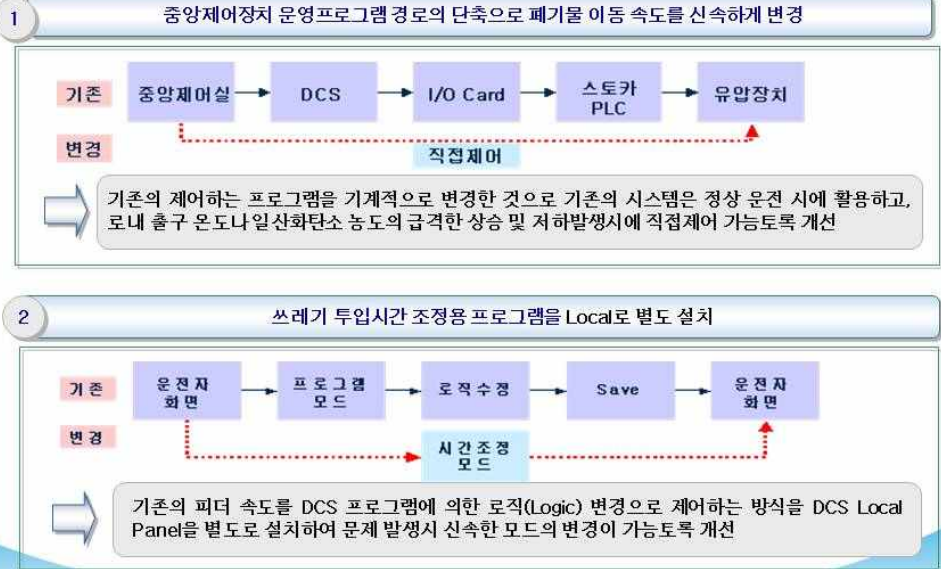 1
중앙제어장치 운영프로그램 경로의 단축으로 폐기물 이동 속도를 신속하게 변경
기존
중앙제어실
DCS
I/O Card
스토카
PLC
유압장치
변경
직접제어
기존의 제어하는 프로그램을 기계적으로 변경한 것으로 기존의 시스템은 정상 운전 시에 활용하고,
로내 출구 온도나 일산화탄소 농도의 급격한 상승 및 저하발생시에 직접제어 가능토록 개선
2
쓰레기 투입시간 조정용 프로그램을 Local로 별도 설치
기존
운전자
화면
프로그램
모드
로직수정
Save
운전자
화면
변경
시간조정
모드
기존의 피더 속도를 DCS 프로그램에 의한 로직(Logic) 변경으로 제어하는 방식을 DCS Local
Panel을 별도로 설치하여 문제 발생시 신속한 모드의 변경이 가능토록 개선